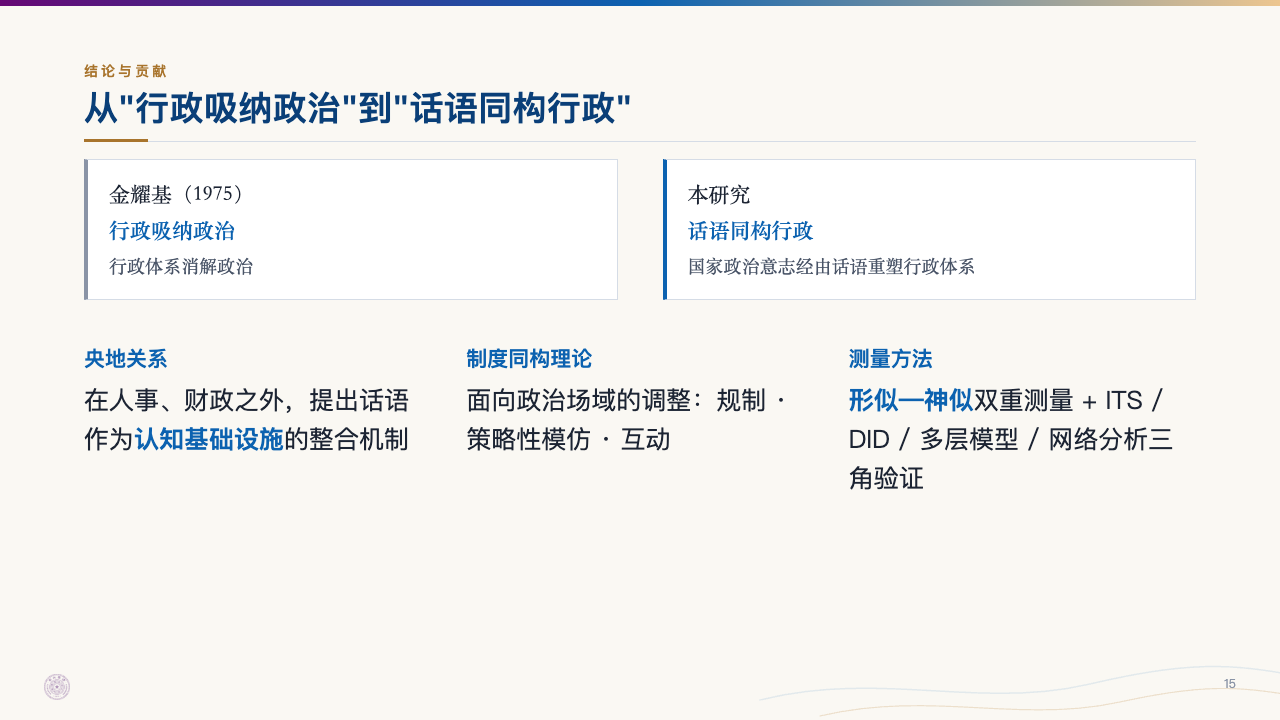 结论与贡献
从"行政吸纳政治"到"话语同构行政"
金耀基（1975）
行政吸纳政治
行政体系消解政治
本研究
话语同构行政
国家政治意志经由话语重塑行政体系
央地关系
在人事、财政之外，提出话语
作为认知基础设施的整合机制
制度同构理论
面向政治场域的调整：规制 ·
策略性模仿 · 互动
测量方法
形似—神似双重测量 + ITS /
DID / 多层模型 / 网络分析三
角验证
15